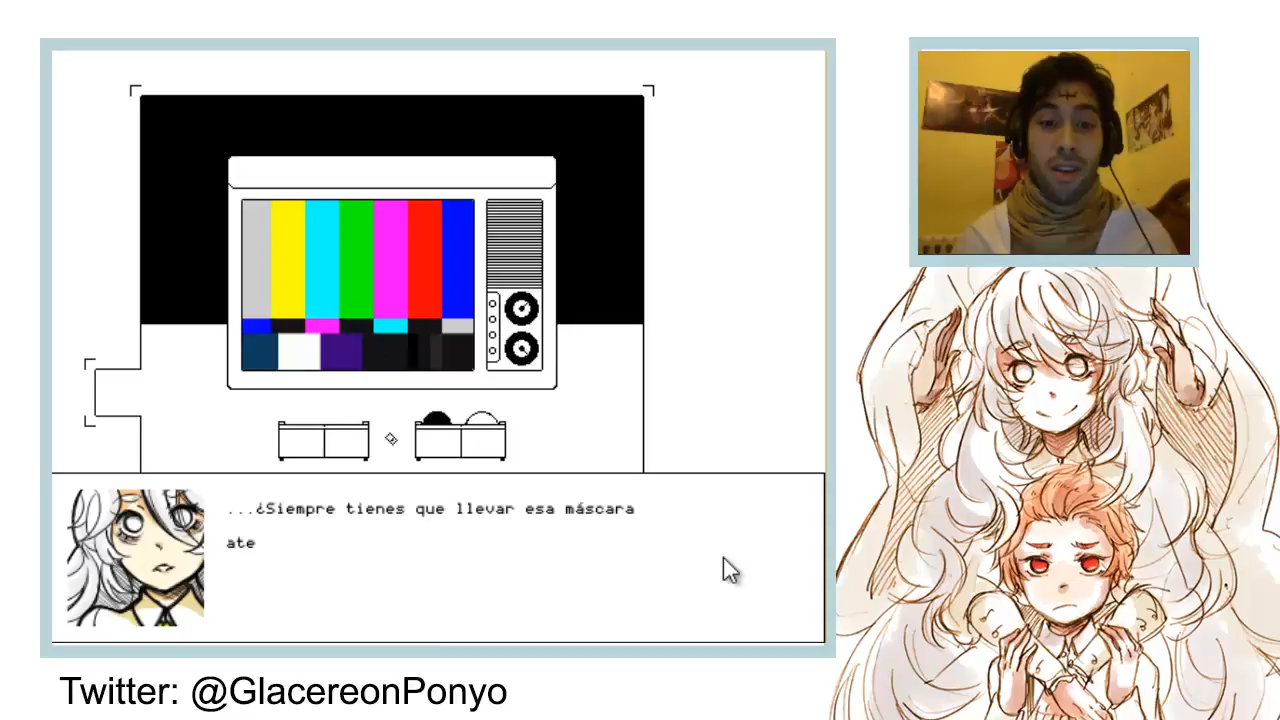 ...¿Siempre tienes que llevar esa máscara
ate
Twitter: @GlacereonPonyo